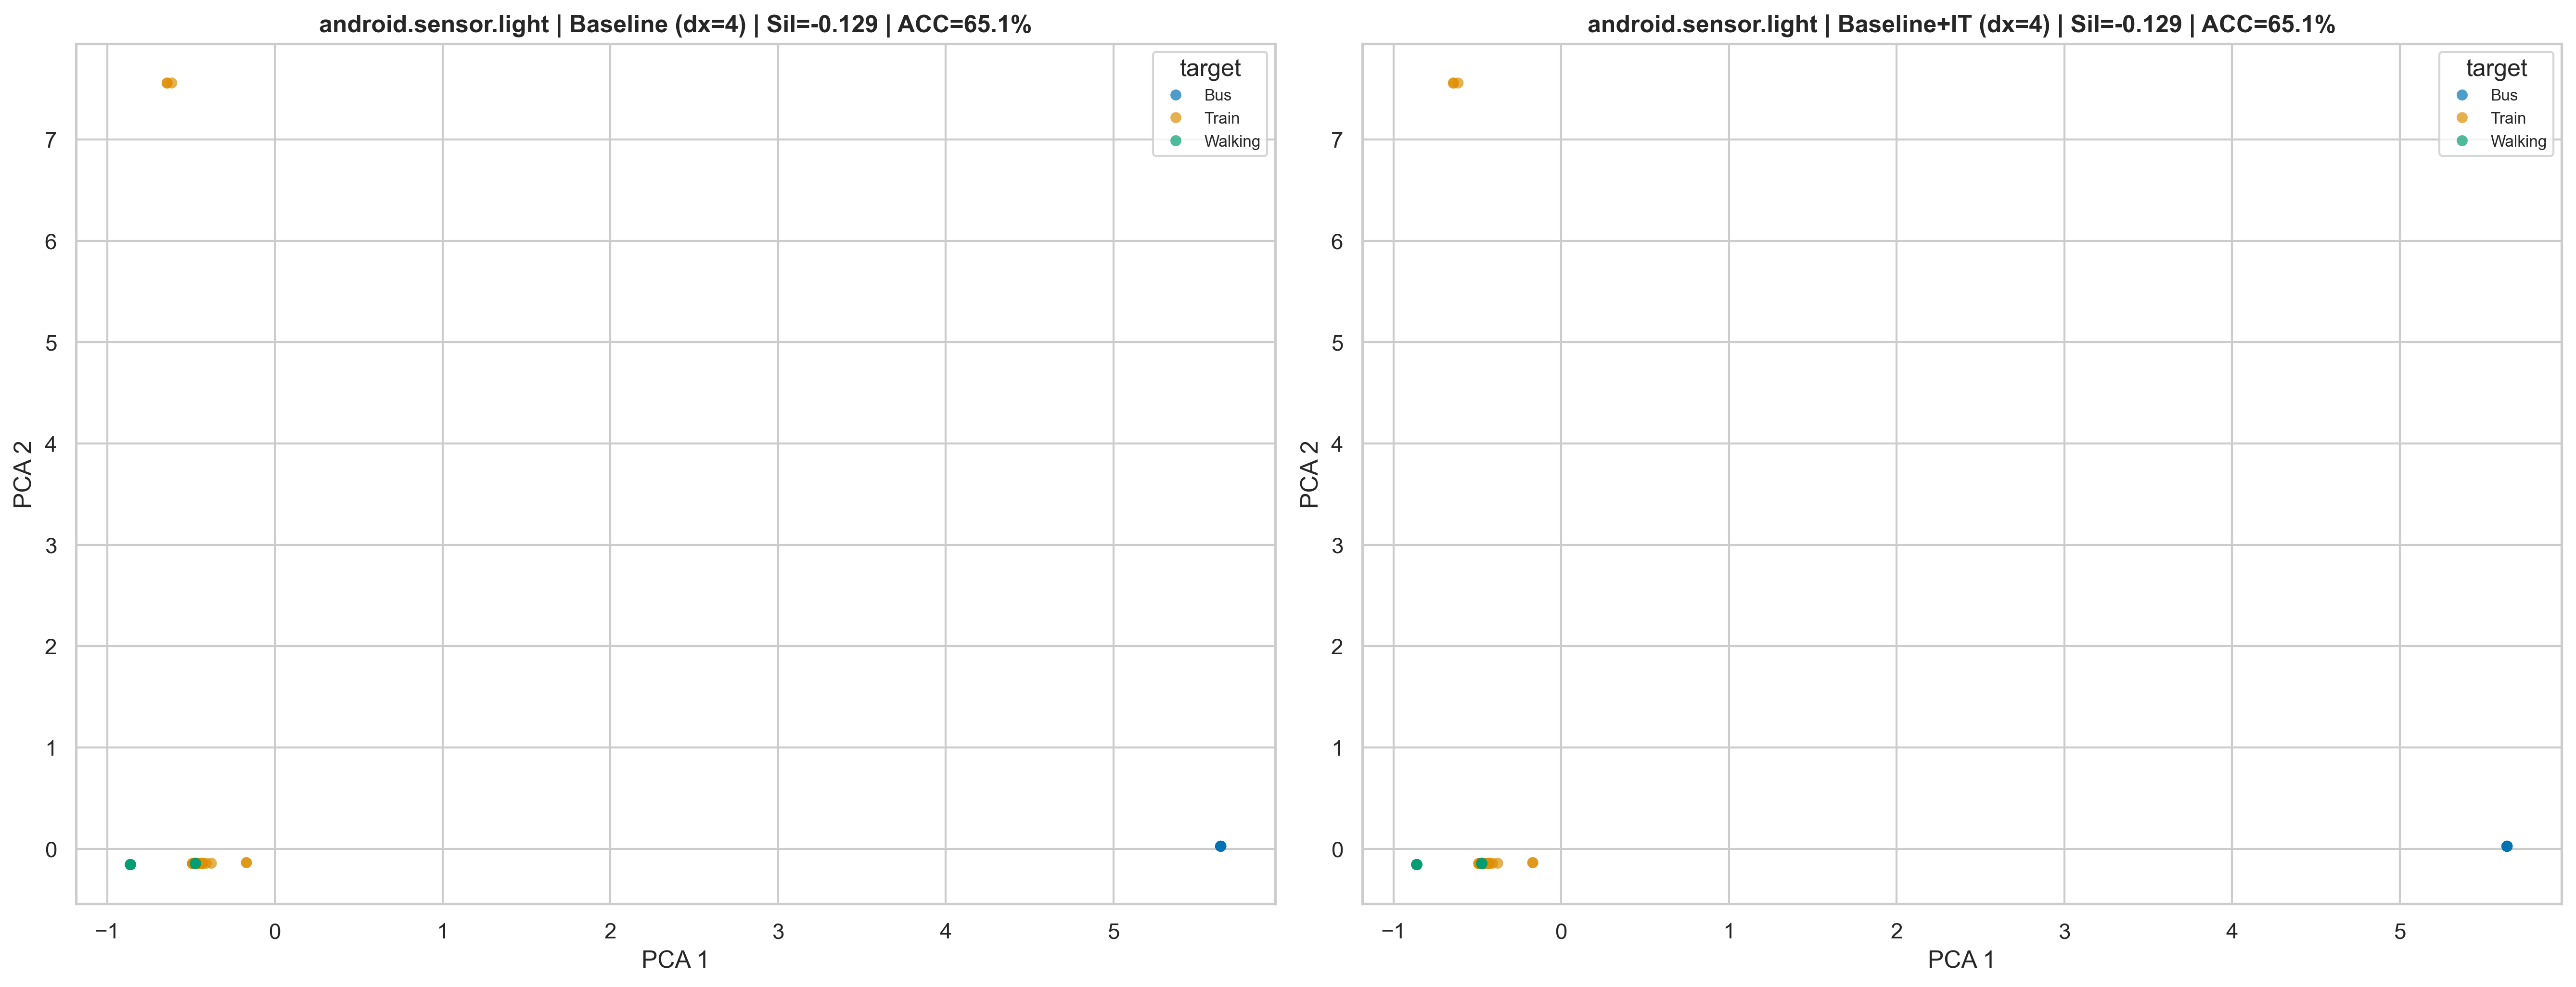 android.sensor.light | Baseline (dx=4) | Sil=-0.129 | ACC=65.1%
target
Bus
Train
Walking
7
6
5
4
3
2
1
0
PCA 2
−1 0 1 2 3 4 5
PCA 1
android.sensor.light | Baseline+IT (dx=4) | Sil=-0.129 | ACC=65.1%
target
Bus
Train
Walking
7
6
5
4
3
2
1
0
PCA 2
−1 0 1 2 3 4 5
PCA 1